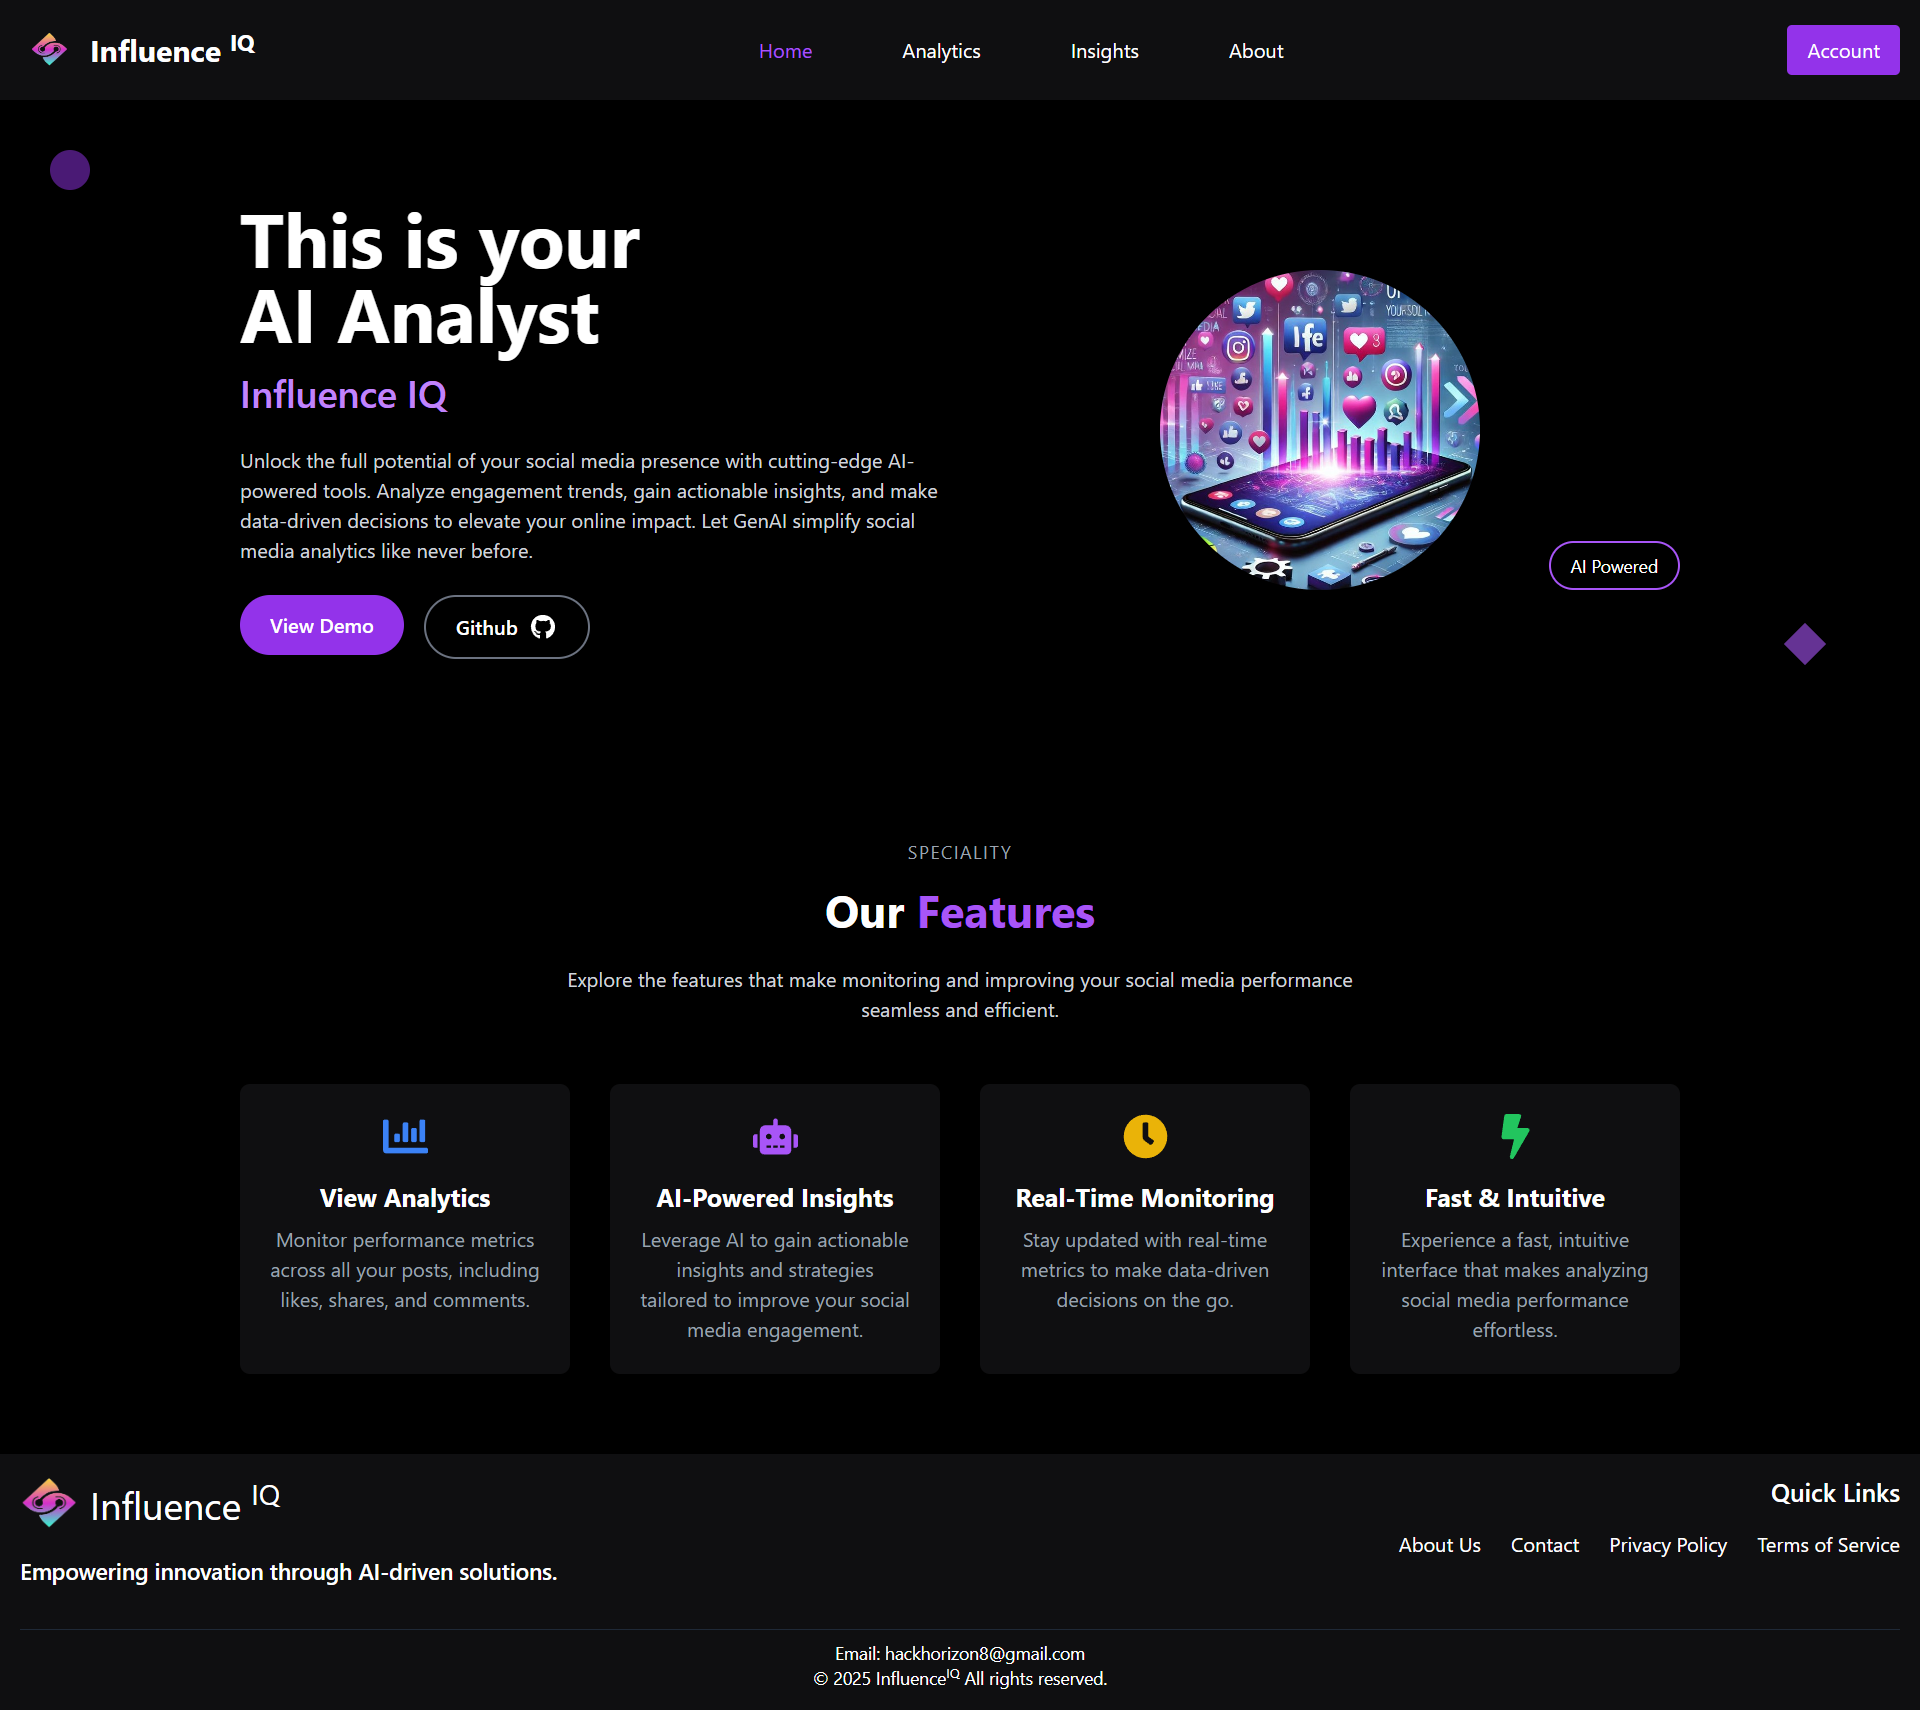 Influence IQ
Home
Analytics
Insights
About
Account
This is your
AI Analyst
Influence IQ
Unlock the full potential of your social media presence with cutting-edge AI-
powered tools. Analyze engagement trends, gain actionable insights, and make
data-driven decisions to elevate your online impact. Let GenAI simplify social
media analytics like never before.
View Demo
Github
AI Powered
SPECIALITY
Our Features
Explore the features that make monitoring and improving your social media performance
seamless and efficient.
View Analytics
Monitor performance metrics
across all your posts, including
likes, shares, and comments.
AI-Powered Insights
Leverage AI to gain actionable
insights and strategies
tailored to improve your social
media engagement.
Real-Time Monitoring
Stay updated with real-time
metrics to make data-driven
decisions on the go.
Fast & Intuitive
Experience a fast, intuitive
interface that makes analyzing
social media performance
effortless.
Influence IQ
Empowering innovation through AI-driven solutions.
Quick Links
About Us
Contact
Privacy Policy
Terms of Service
Email: hackhorizon8@gmail.com
© 2025 InfluenceIQ All rights reserved.